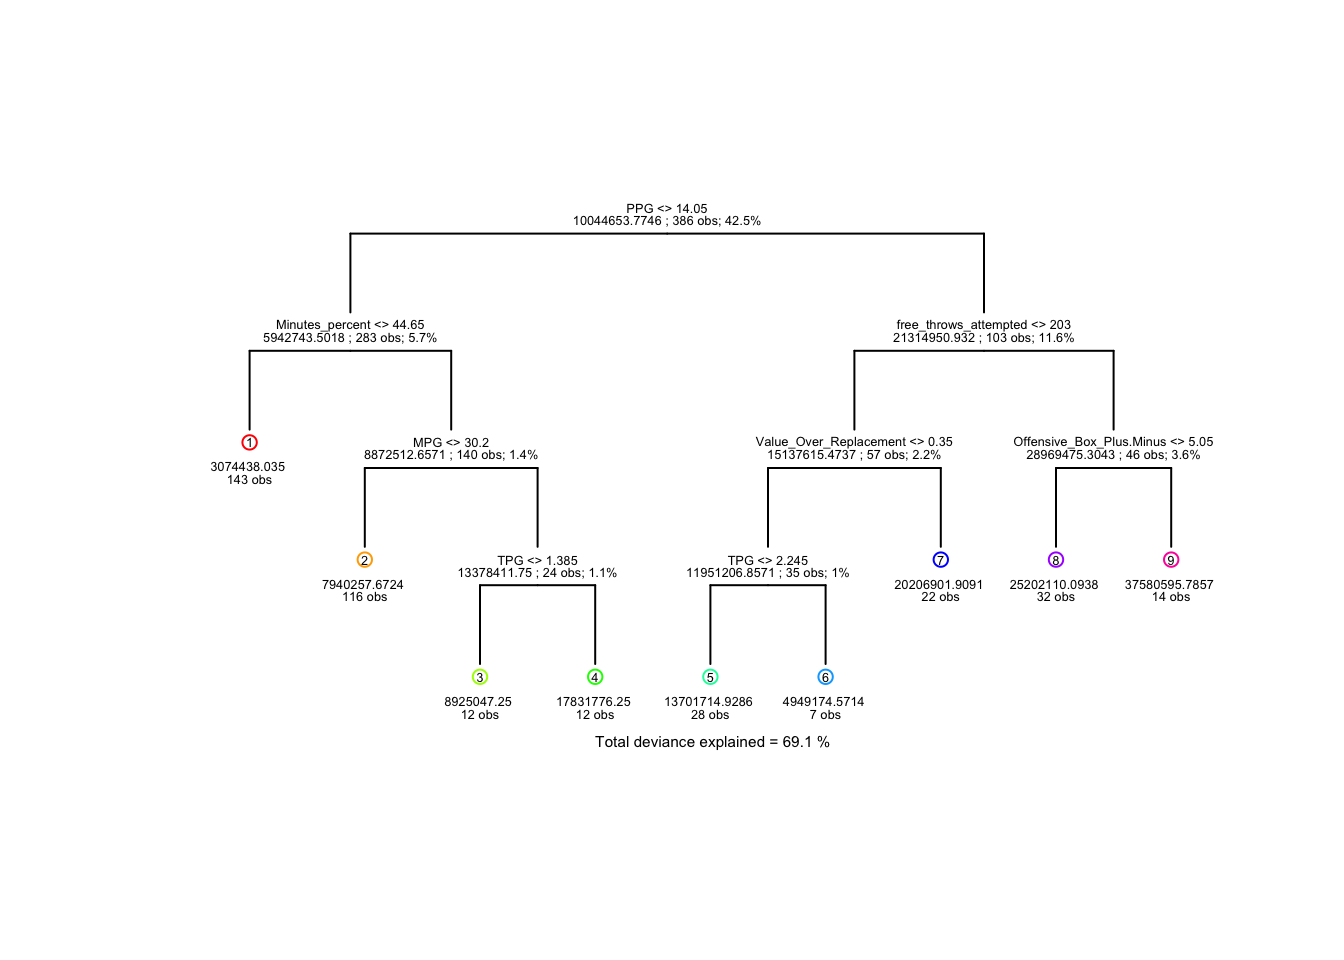 PPG <> 14.05
10044653.7746 ; 386 obs; 42.5%
Minutes_percent <> 44.65
5942743.5018 ; 283 obs; 5.7%
free_throws_attempted <> 203
21314950.932 ; 103 obs; 11.6%
1
3074438.035
143 obs
MPG <> 30.2
8872512.6571 ; 140 obs; 1.4%
Value_Over_Replacement <> 0.35
15137615.4737 ; 57 obs; 2.2%
Offensive_Box_Plus.Minus <> 5.05
28969475.3043 ; 46 obs; 3.6%
2
7940257.6724
116 obs
TPG <> 1.385
13378411.75 ; 24 obs; 1.1%
TPG <> 2.245
11951206.8571 ; 35 obs; 1%
7
20206901.9091
22 obs
8
25202110.0938
32 obs
9
37580595.7857
14 obs
3
8925047.25
12 obs
4
17831776.25
12 obs
5
13701714.9286
28 obs
6
4949174.5714
7 obs
Total deviance explained = 69.1 %